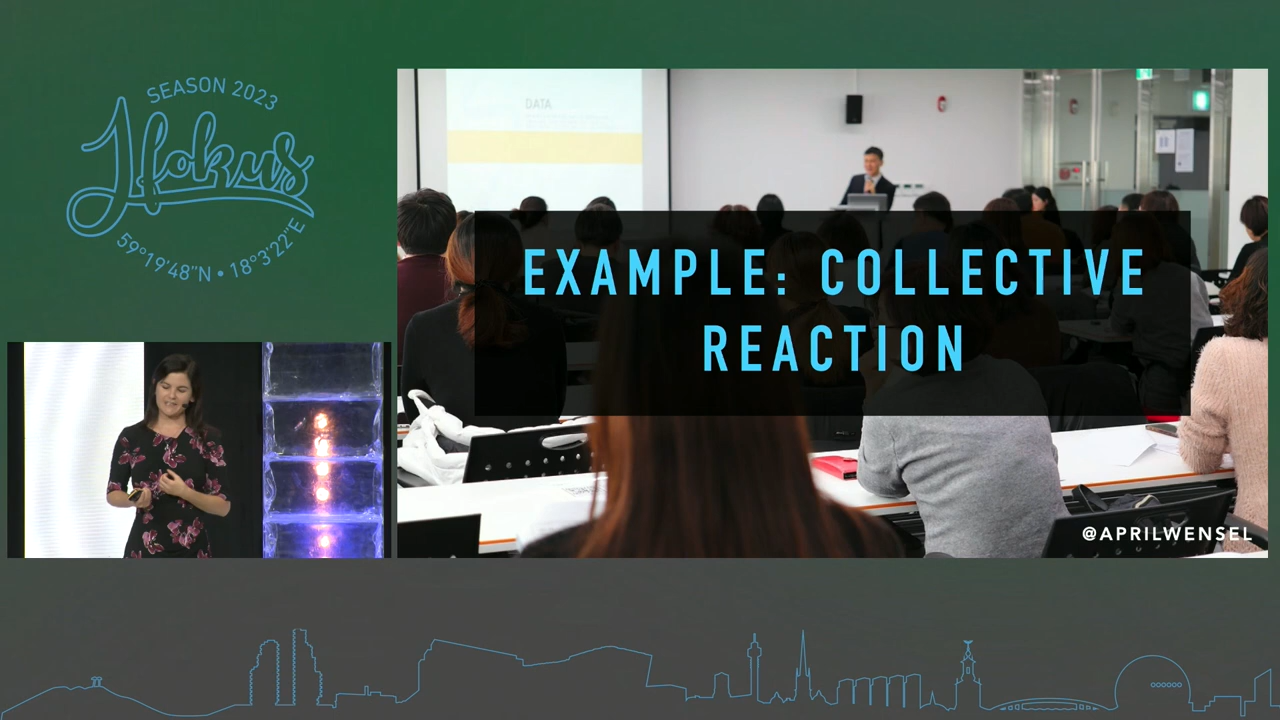 SEASON 2023
Jfokus
59°19'48"N • 18°3'22"E
DATA
EXAMPLE: COLLECTIVE
REACTION
@APRILWENSEL